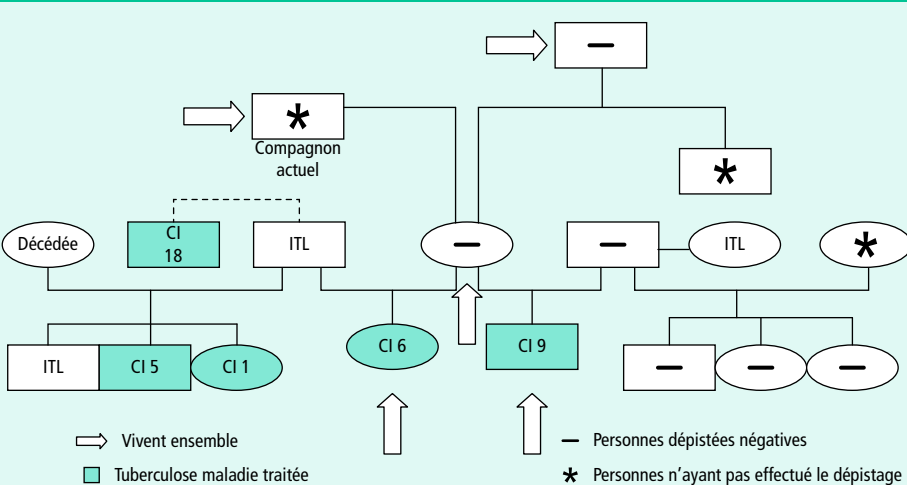 −
*
Compagnon
actuel
*
Décédée
CI
18
ITL
−
−
ITL
*
ITL
CI 5
CI 1
CI 6
CI 9
−
−
−
Vivent ensemble
− Personnes dépistées négatives
Tuberculose maladie traitée
* Personnes n'ayant pas effectué le dépistage